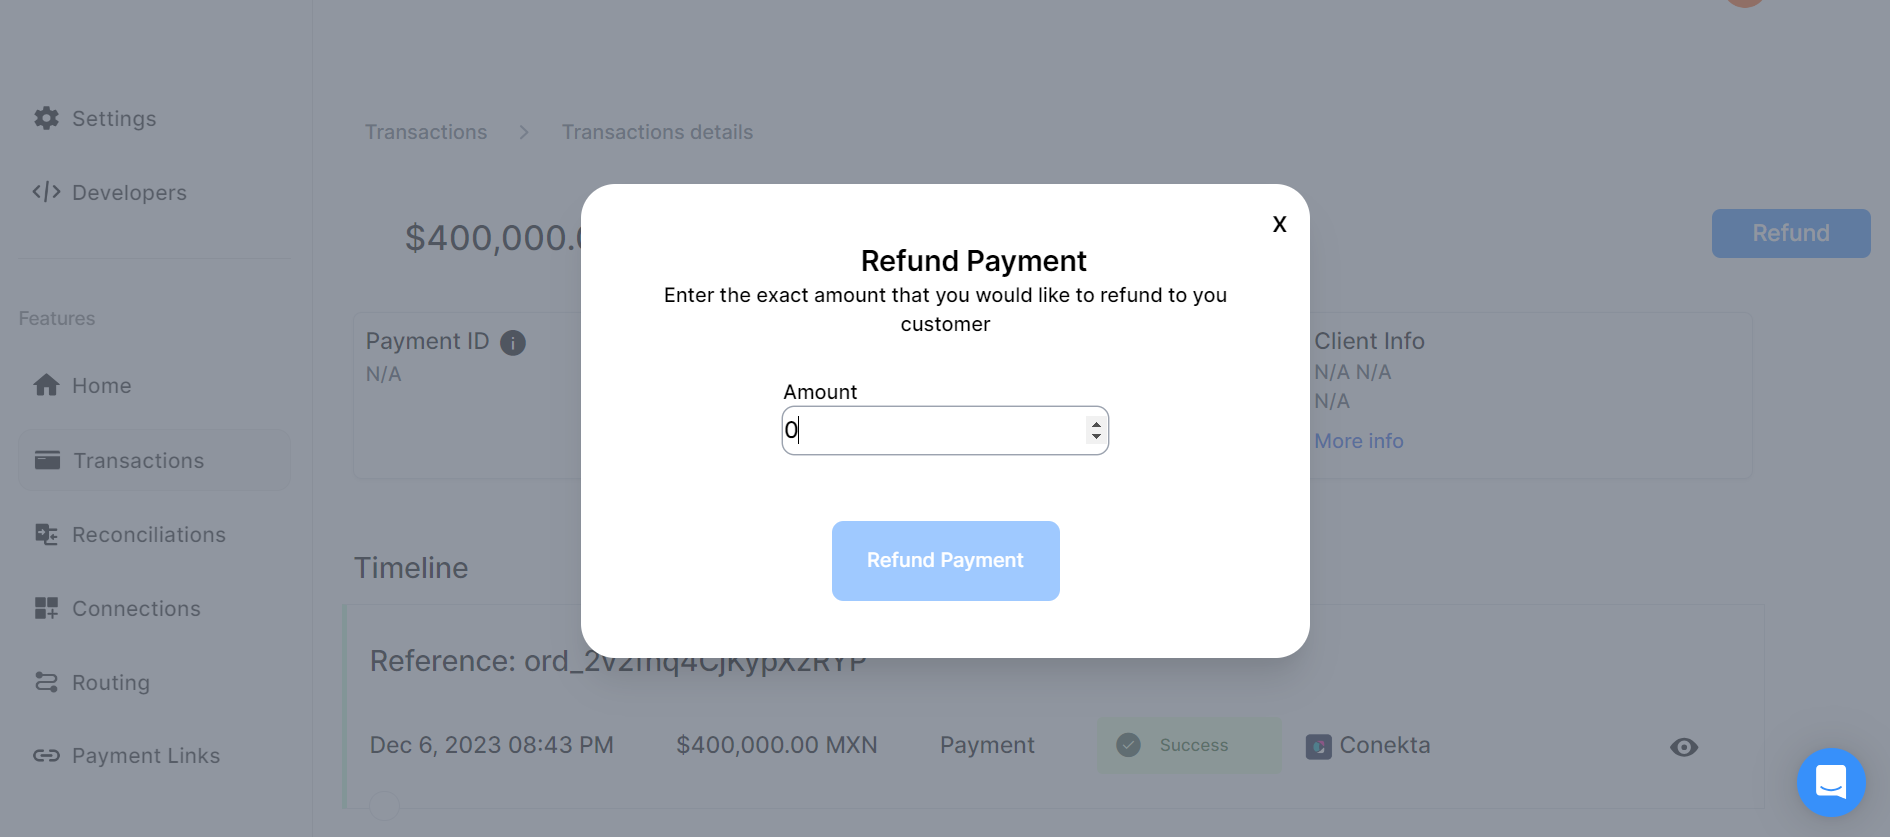 Settings
Developers
Features
Home
Transactions
Reconciliations
Connections
Routing
Payment Links
Transactions > Transactions details
$400,000.
Refund
Payment ID
N/A
Client Info
N/A N/A
N/A
More info
X
Refund Payment
Enter the exact amount that you would like to refund to you
customer
Amount
0
Refund Payment
Timeline
Reference:
Dec 6, 2023 08:43 PM $400,000.00 MXN Payment Success Conekta